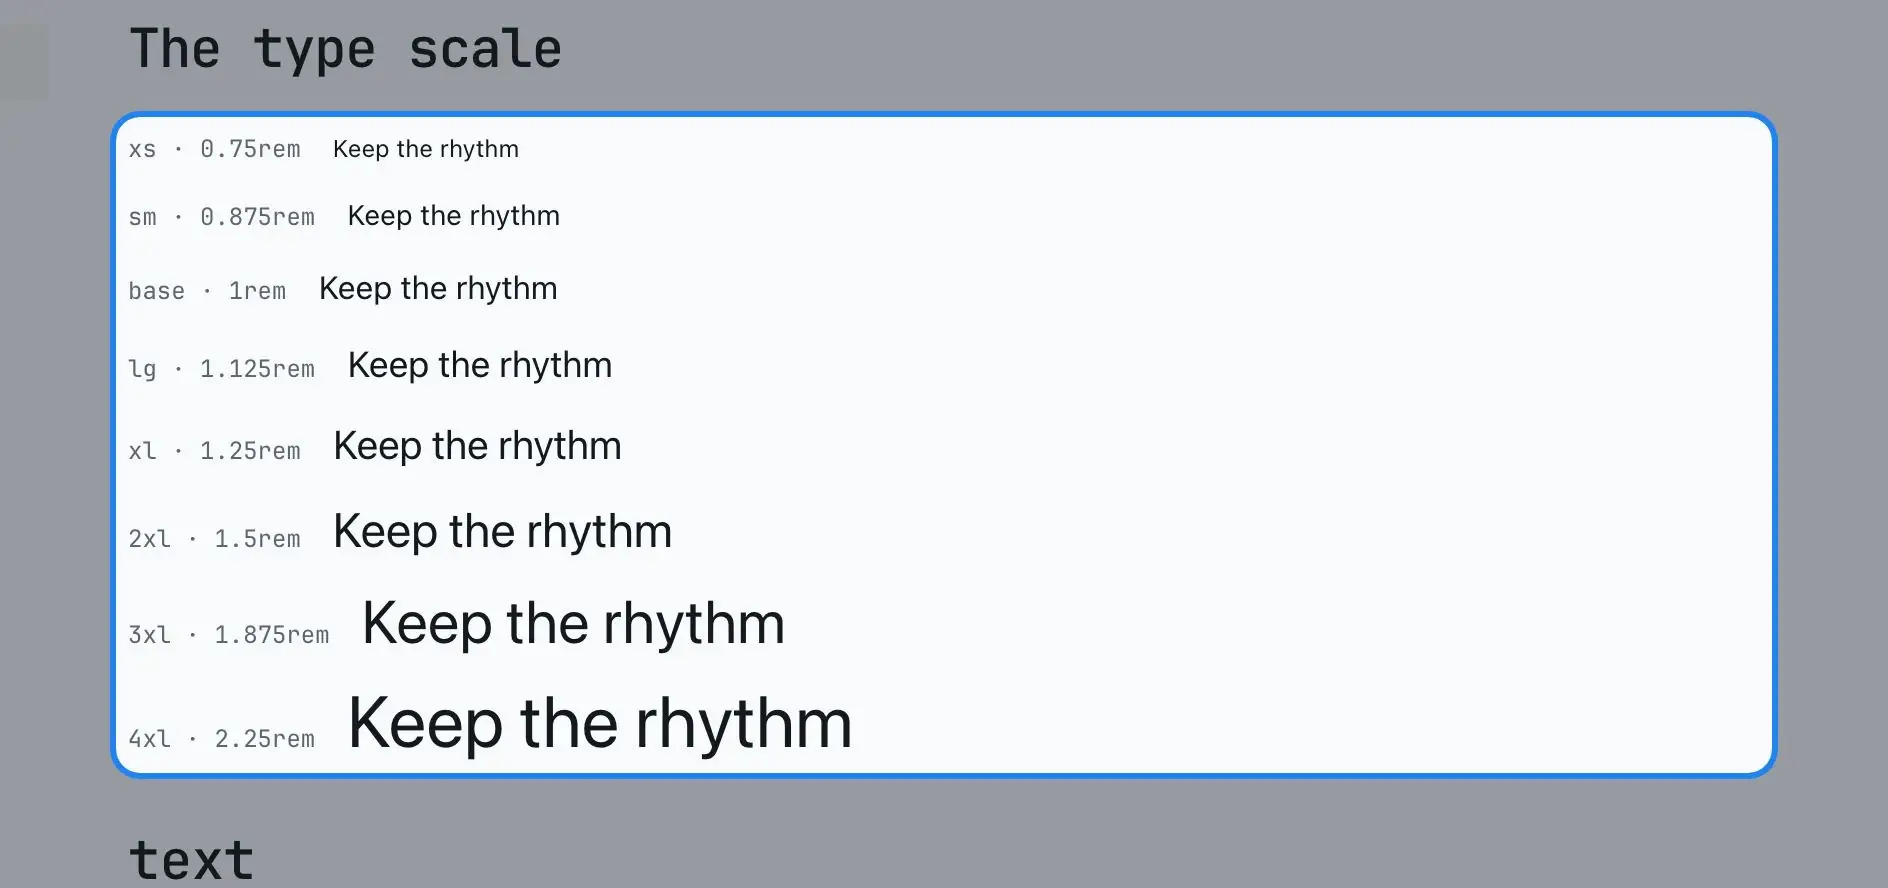 The type scale
xs · 0.75rem Keep the rhythm
sm · 0.875rem Keep the rhythm
base · 1rem Keep the rhythm
lg · 1.125rem Keep the rhythm
xl · 1.25rem Keep the rhythm
2xl · 1.5rem Keep the rhythm
3xl · 1.875rem Keep the rhythm
4xl · 2.25rem Keep the rhythm
text